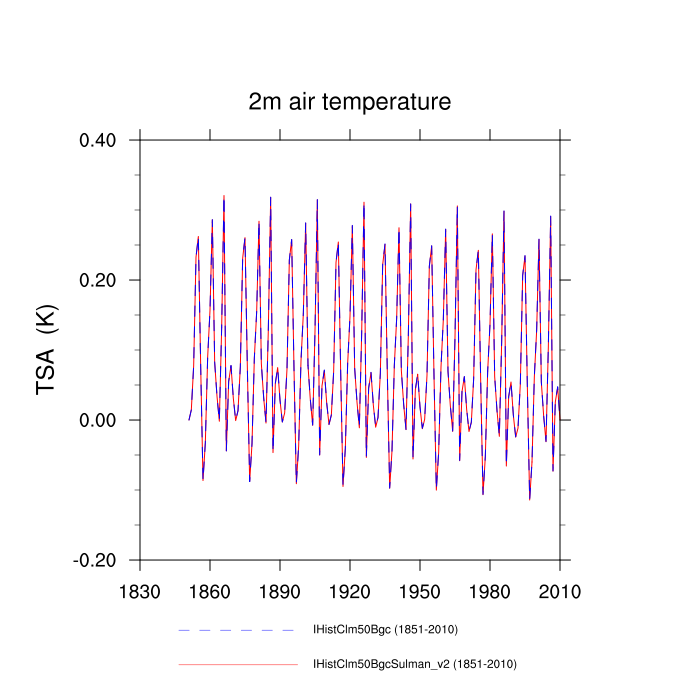 2m air temperature
0.40
0.20
0.00
-0.20
TSA (K)
1830 1860 1890 1920 1950 1980 2010
IHistClm50Bgc (1851-2010)
IHistClm50BgcSulman_v2 (1851-2010)